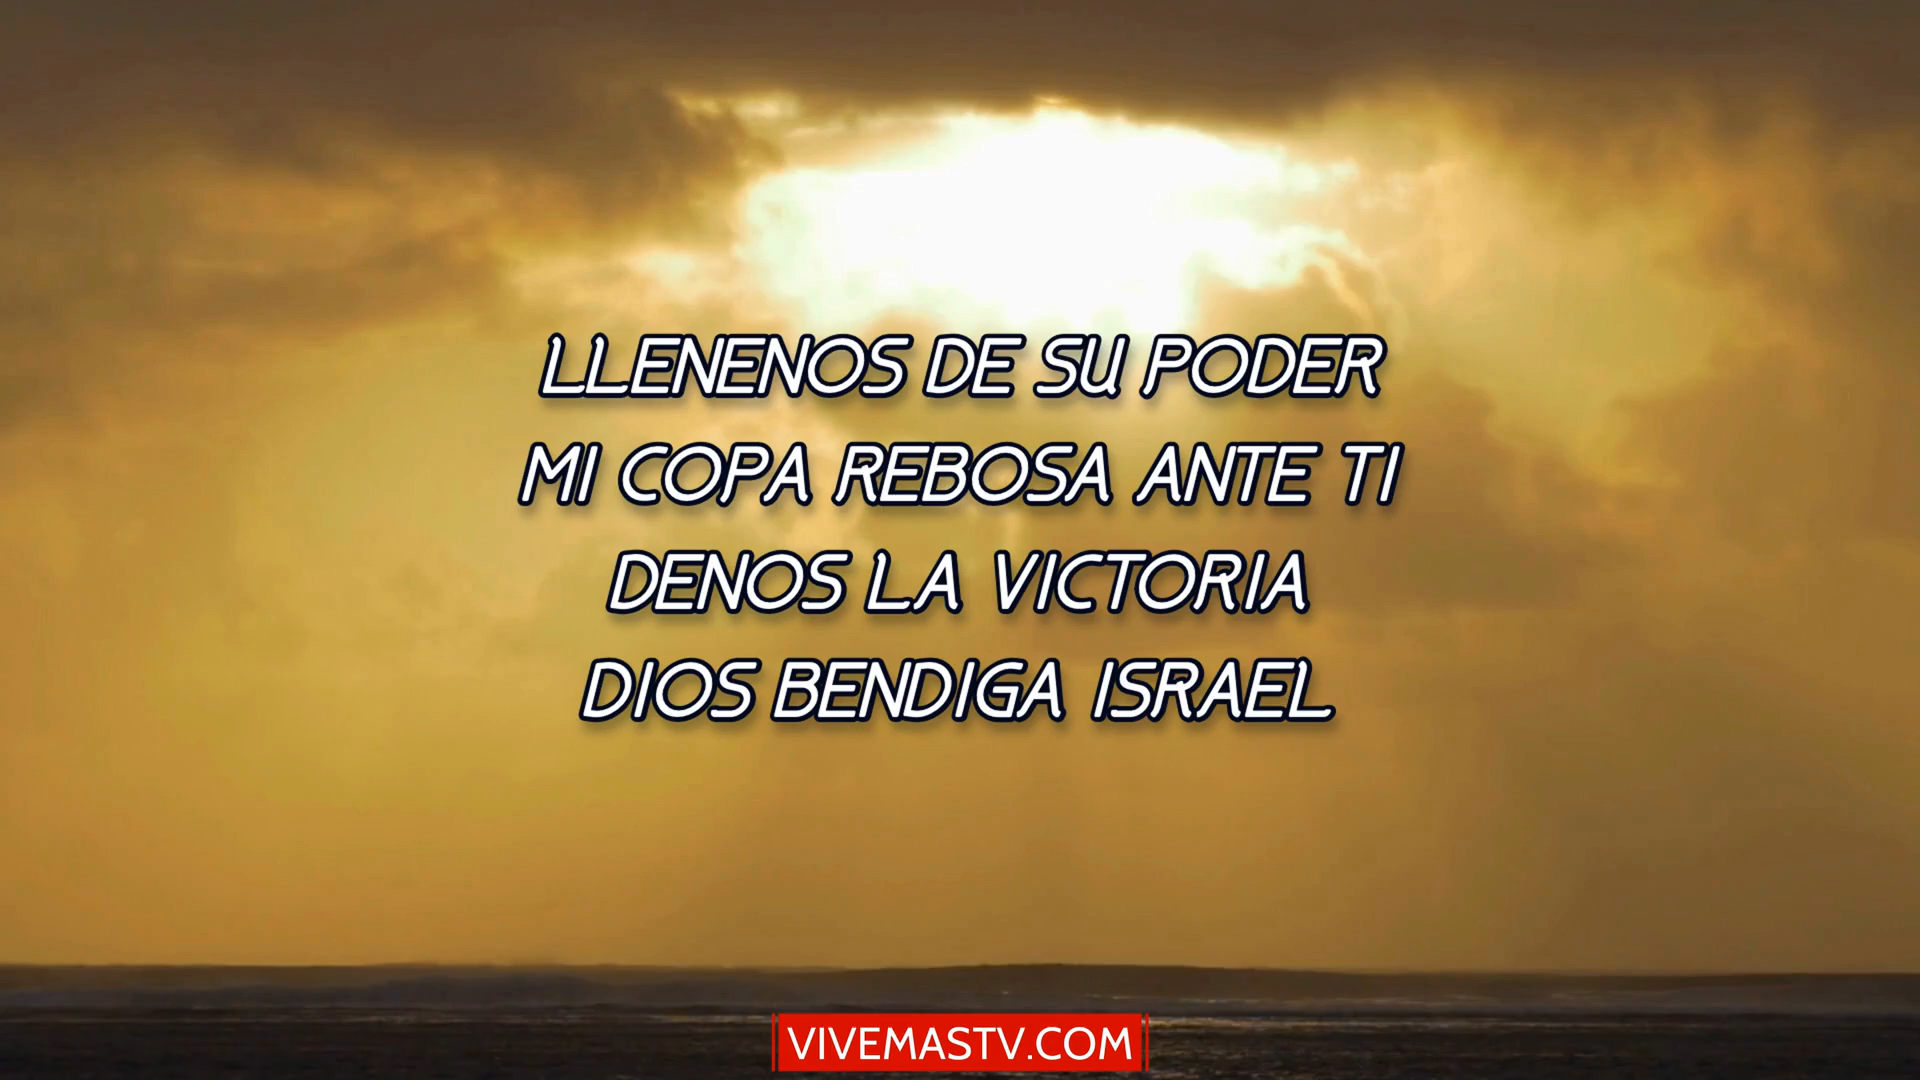 LLENENOS DE SU PODER
MI COPA REBOSA ANTE TI
DENOS LA VICTORIA
DIOS BENDIGA ISRAEL
VIVEMASTV.COM